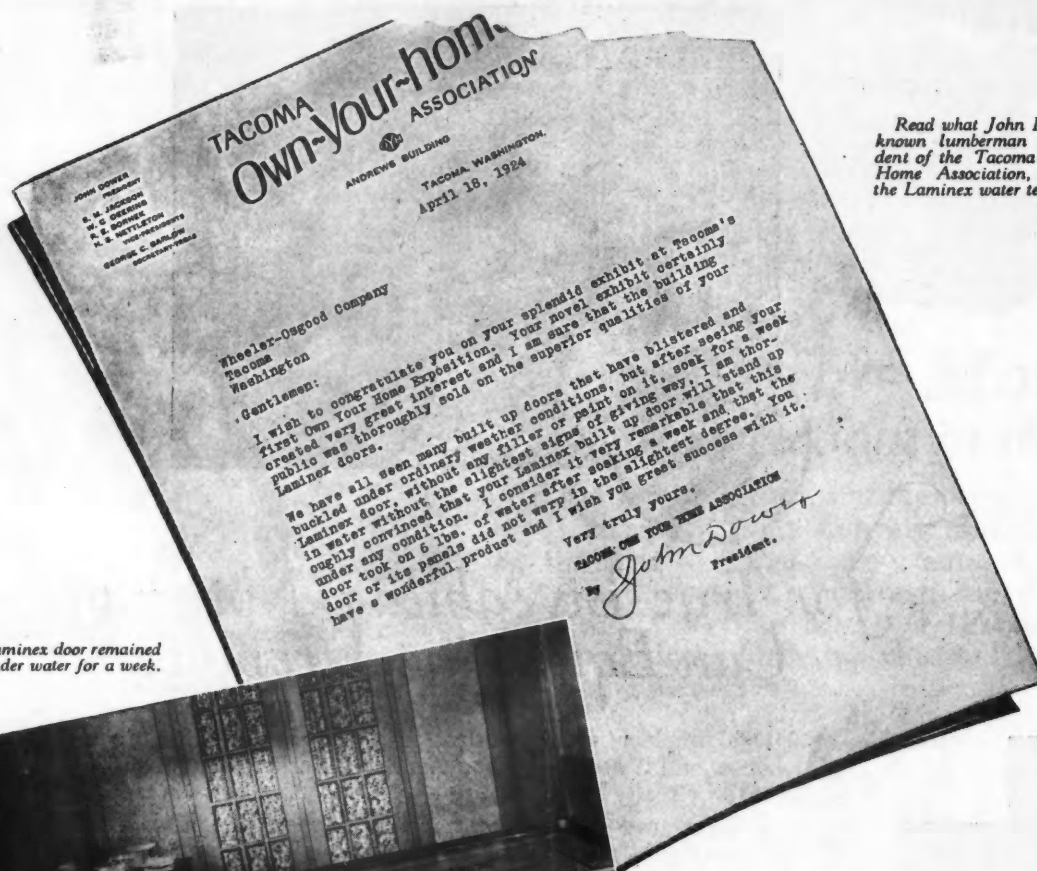 TACOMA
Own-Your-hom
ASSOCIATION
ANDREWS BUILDING
TACOMA, WASHINGTON.
April 18, 1924
JOHN DOWER
PRESIDENT
S. M. JACKSON
W. C. DEERING
R. E. BORHEK
H. S. NETTLETON
VICE-PRESIDENTS
GEORGE C. BARLOW
SECRETARY-TREAS
Wheeler-Osgood Company
Tacoma
Washington
Gentlemen:
I wish to congratulate you on your splendid exhibit at Tacoma's
first Own Your Home Exposition. Your novel exhibit certainly
created very great interest and I am sure that the building
public was thoroughly sold on the superior qualities of your
Laminex doors.
We have all seen many built up doors that have blistered and
buckled under ordinary weather conditions, but after seeing your
Laminex door, without any filler or paint on it, soak for a week
in water without the slightest signs of giving way, I am thor-
oughly convinced that your Laminex built up door will stand up
under any condition. I consider it very remarkable that this
door took on 6 lbs. of water after soaking a week and that the
door or its panels did not warp in the slightest degree. You
have a wonderful product and I wish you great success with it.
Very truly yours,
TACOMA OWN YOUR HOME ASSOCIATION
By John Dower
President.
Read what John
known lumberman
dent of the Tacoma
Home Association,
the Laminex water te
aminex door remained
der water for a week.